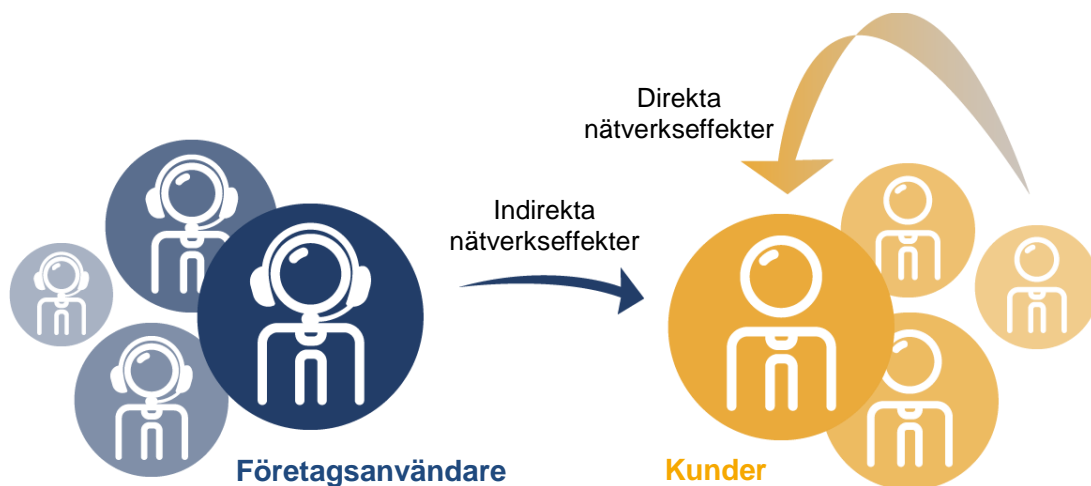 Direkta
nätverkseffekter
Indirekta
nätverkseffekter
Företagsanvändare
Kunder